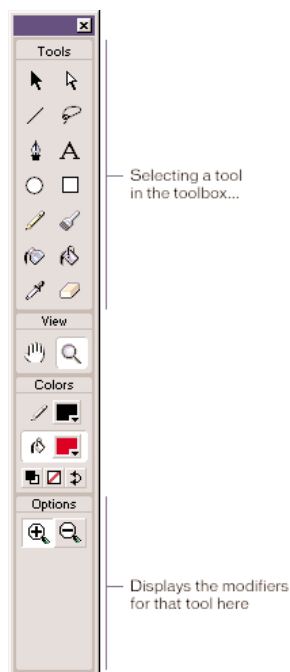 Tools
A
Selecting a tool
in the toolbox...
View
Colors
Options
Displays the modifiers
for that tool here